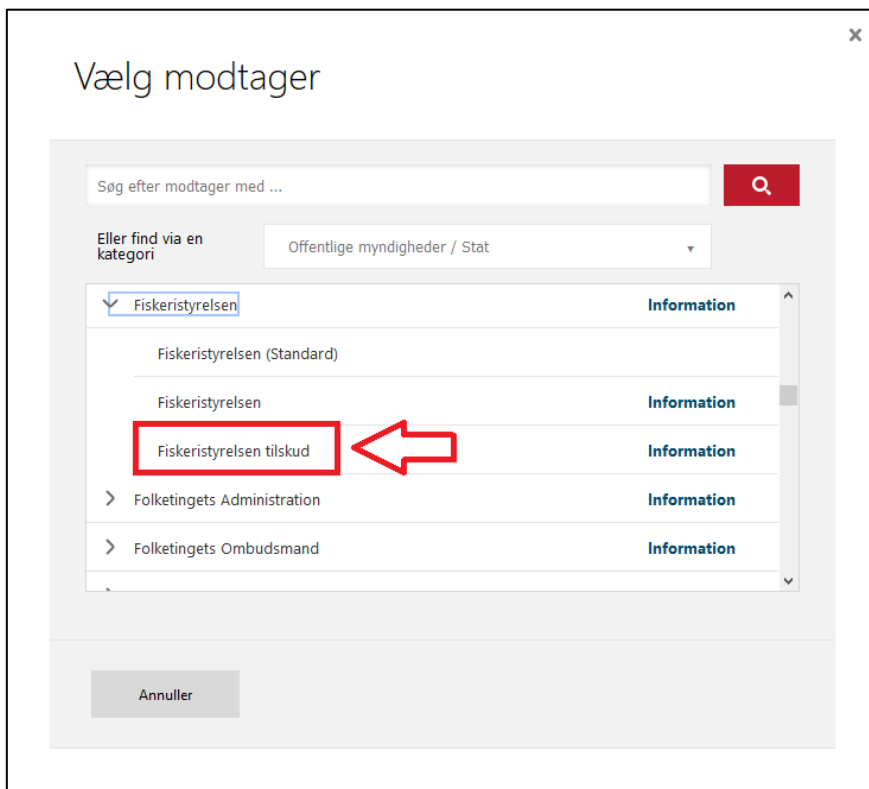 Vælg modtager
Søg efter modtager med ...
Eller find via en
kategori
Offentlige myndigheder / Stat
Fiskeristyrelsen Information
Fiskeristyrelsen (Standard)
Fiskeristyrelsen Information
Fiskeristyrelsen tilskud Information
Folketingets Administration Information
Folketingets Ombudsmand Information
Annuller